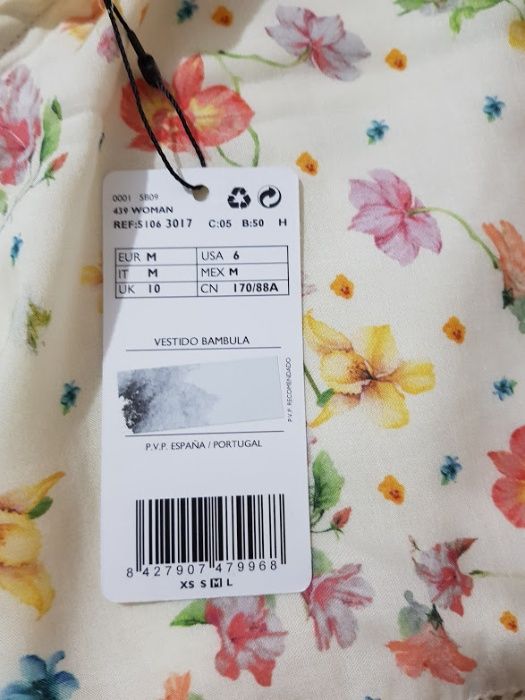 0001 SB09
439 WOMAN
REF:5106 3017 C:05 B:50 H
EUR M USA 6
IT M MEX M
UK 10 CN 170/88A
VESTIDO BAMBULA
P.V.P. RECOMENDADO
P.V.P. ESPAÑA / PORTUGAL
8 427907 479968
XS S M L